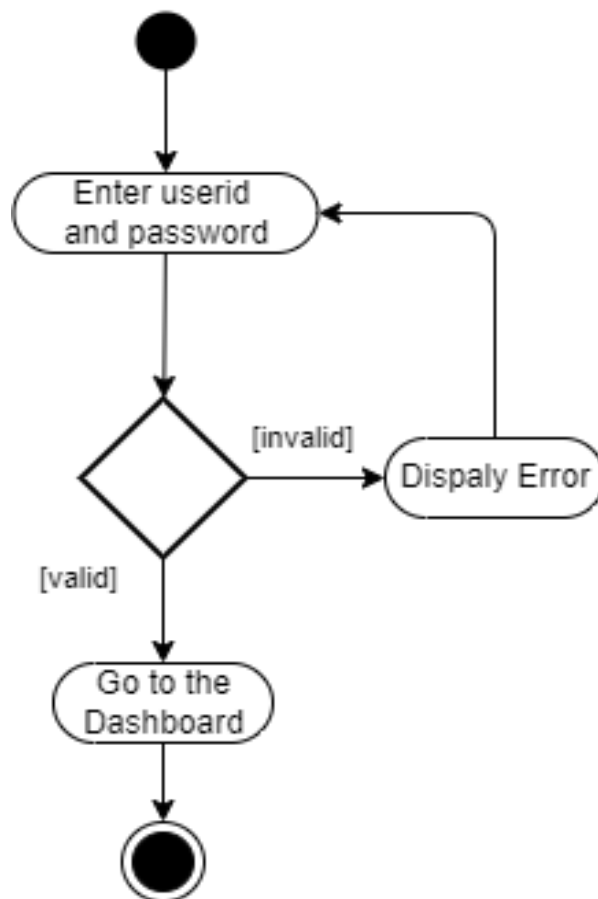 Enter userid
and password
[invalid]
Dispaly Error
[valid]
Go to the
Dashboard